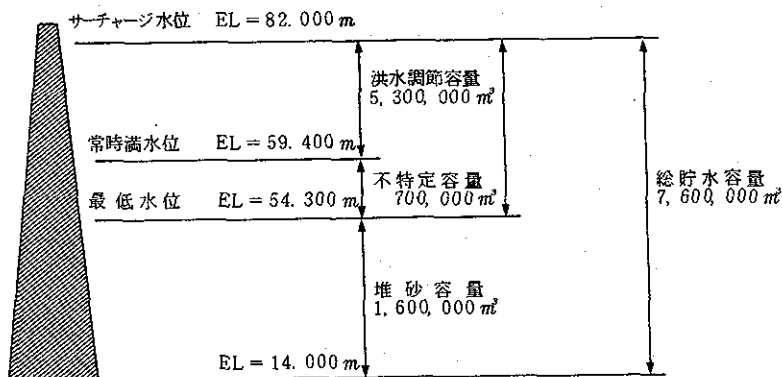 サーチャージ水位 EL = 82.000 m
洪水調節容量
5, 300, 000 m³
常時満水位 EL = 59. 400 m
不特定容量
700, 000 m³
総貯水容量
7, 600, 000 m³
最低水位 EL = 54. 300 m
堆砂容量
1, 600, 000 m³
EL = 14. 000 m